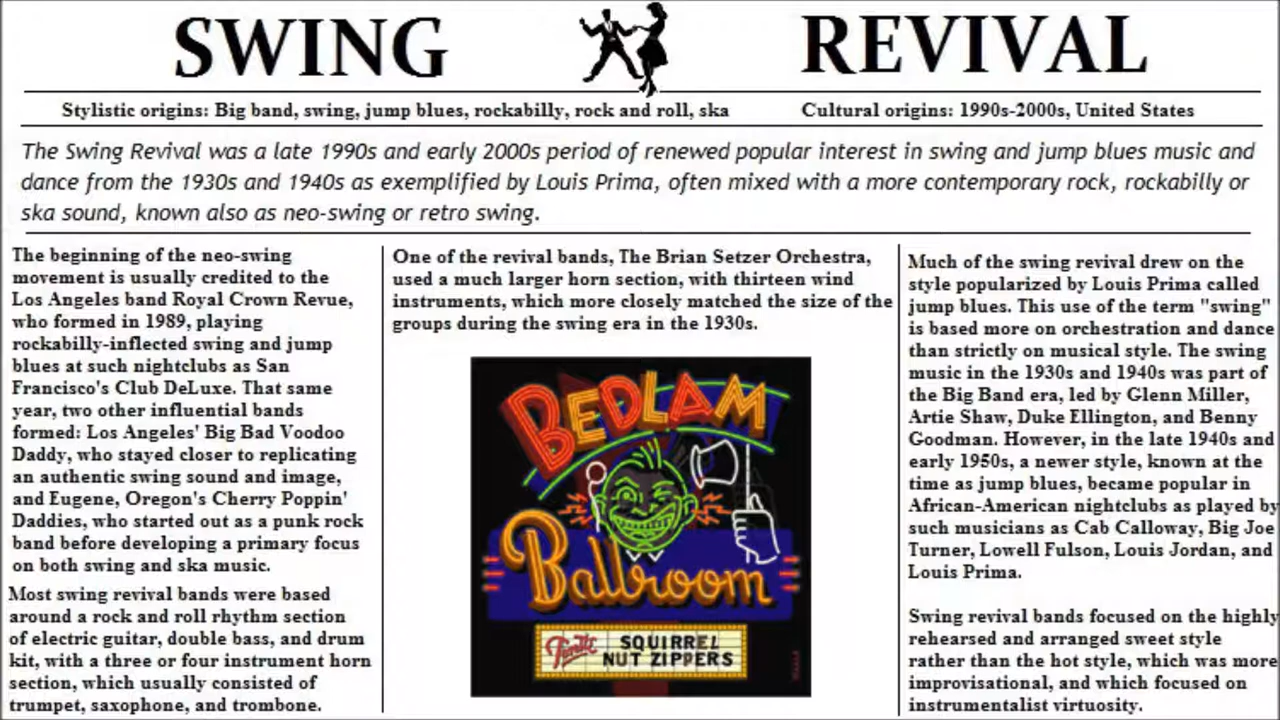 SWING REVIVAL
Stylistic origins: Big band, swing, jump blues, rockabilly, rock and roll, ska
Cultural origins: 1990s-2000s, United States
The Swing Revival was a late 1990s and early 2000s period of renewed popular interest in swing and jump blues music and
dance from the 1930s and 1940s as exemplified by Louis Prima, often mixed with a more contemporary rock, rockabilly or
ska sound, known also as neo-swing or retro swing.
The beginning of the neo-swing
movement is usually credited to the
Los Angeles band Royal Crown Revue,
who formed in 1989, playing
rockabilly-inflected swing and jump
blues at such nightclubs as San
Francisco's Club DeLuxe. That same
year, two other influential bands
formed: Los Angeles' Big Bad Voodoo
Daddy, who stayed closer to replicating
an authentic swing sound and image,
and Eugene, Oregon's Cherry Poppin'
Daddies, who started out as a punk rock
band before developing a primary focus
on both swing and ska music.
Most swing revival bands were based
around a rock and roll rhythm section
of electric guitar, double bass, and drum
kit, with a three or four instrument horn
section, which usually consisted of
trumpet, saxophone, and trombone.
One of the revival bands, The Brian Setzer Orchestra,
used a much larger horn section, with thirteen wind
instruments, which more closely matched the size of the
groups during the swing era in the 1930s.
BEDLAM
Ballroom
SQUIRREL
NUT ZIPPERS
Much of the swing revival drew on the
style popularized by Louis Prima called
jump blues. This use of the term "swing"
is based more on orchestration and dance
than strictly on musical style. The swing
music in the 1930s and 1940s was part of
the Big Band era, led by Glenn Miller,
Artie Shaw, Duke Ellington, and Benny
Goodman. However, in the late 1940s and
early 1950s, a newer style, known at the
time as jump blues, became popular in
African-American nightclubs as played by
such musicians as Cab Calloway, Big Joe
Turner, Lowell Fulson, Louis Jordan, and
Louis Prima.
Swing revival bands focused on the highly
rehearsed and arranged sweet style
rather than the hot style, which was more
improvisational, and which focused on
instrumentalist virtuosity.